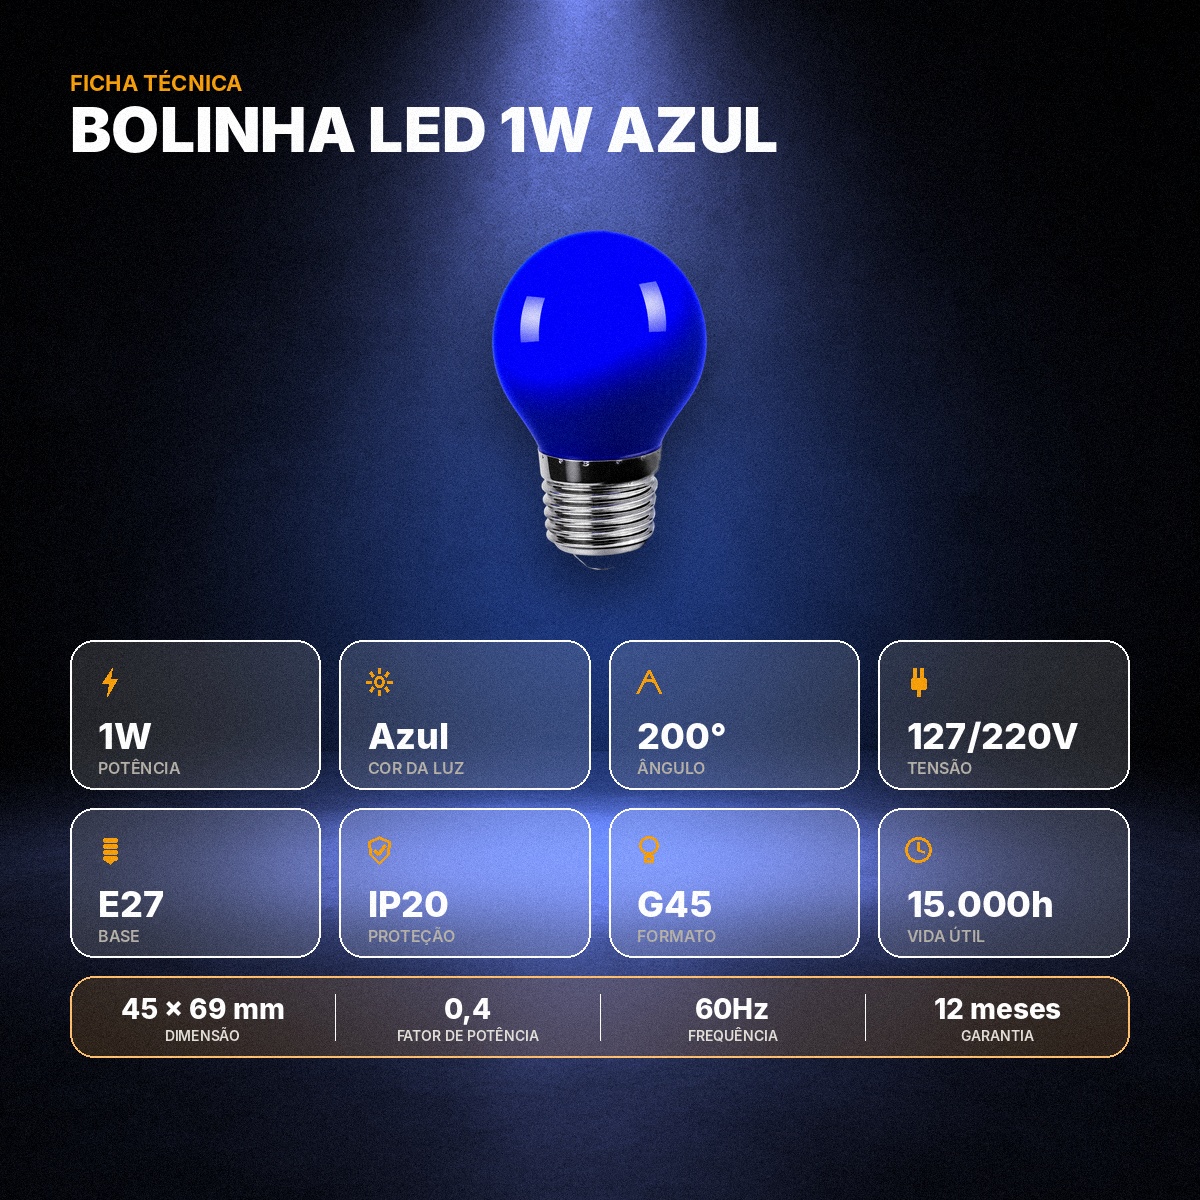 FICHA TÉCNICA
BOLINHA LED 1W AZUL
1W
POTÊNCIA
Azul
COR DA LUZ
200°
ÂNGULO
127/220V
TENSÃO
E27
BASE
IP20
PROTEÇÃO
G45
FORMATO
15.000h
VIDA ÚTIL
45 × 69 mm
DIMENSÃO
0,4
FATOR DE POTÊNCIA
60Hz
FREQUÊNCIA
12 meses
GARANTIA